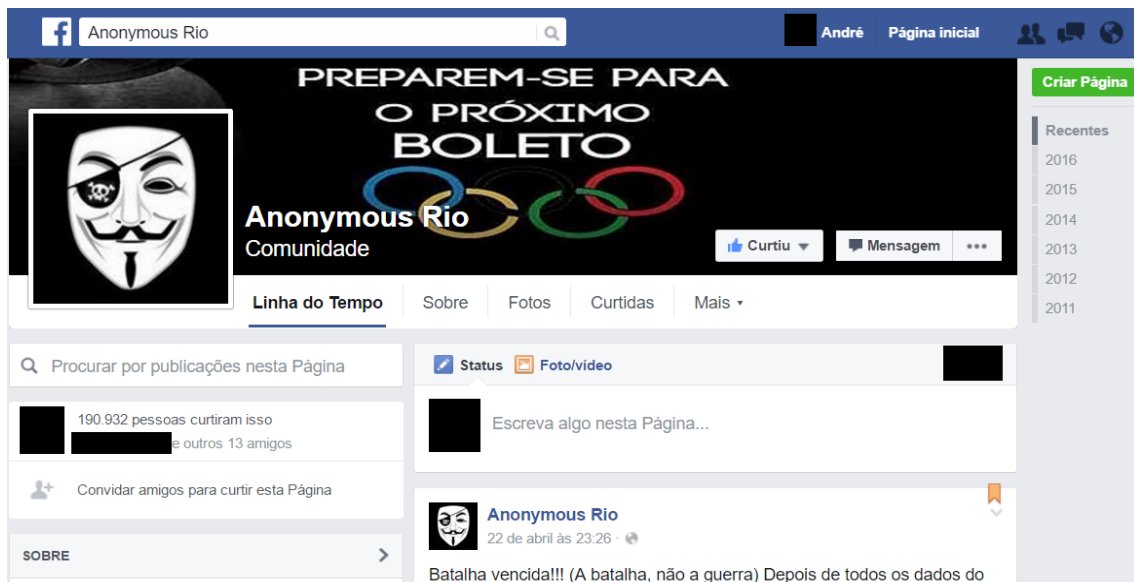 f Anonymous Rio André Página inicial
Criar Página
PREPAREM-SE PARA
O PRÓXIMO
BOLETO
Anonymous Rio
Comunidade
Curtiu Mensagem
Linha do Tempo Sobre Fotos Curtidas Mais
Recentes
2016
2015
2014
2013
2012
2011
Procurar por publicações nesta Página
190.932 pessoas curtiram isso
e outros 13 amigos
Convidar amigos para curtir esta Página
SOBRE
Status Foto/vídeo
Escreva algo nesta Página...
Anonymous Rio
22 de abril às 23:26 ·
Batalha vencida!!! (A batalha, não a guerra) Depois de todos os dados do